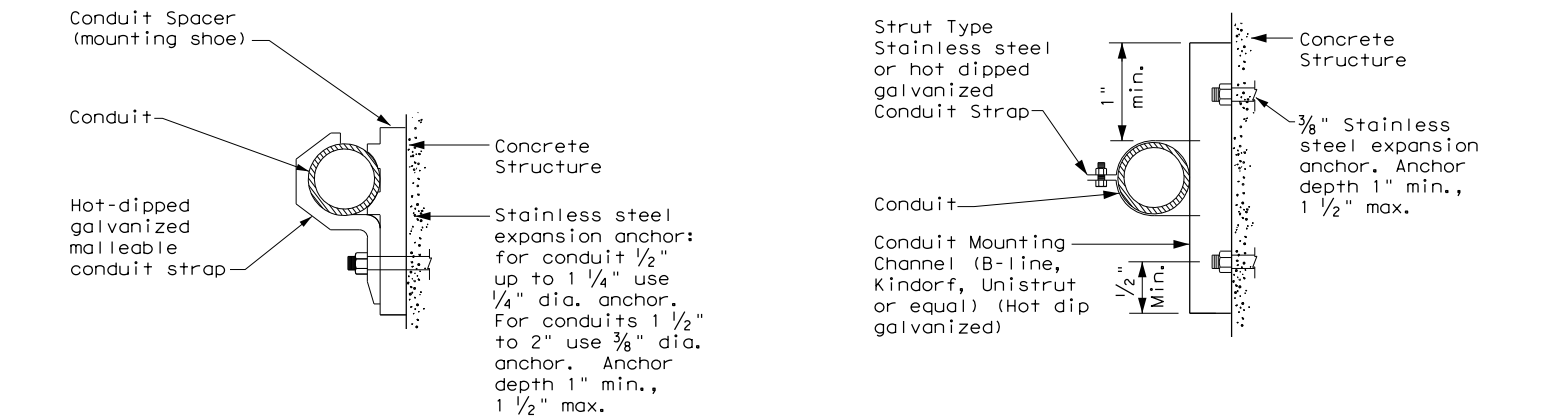 Conduit Spacer
(mounting shoe)
Conduit
Hot-dipped
galvanized
malleable
conduit strap
Concrete
Structure
Stainless steel
expansion anchor:
for conduit 1/2"
up to 1 1/4" use
1/4" dia. anchor.
For conduits 1 1/2"
to 2" use 3/8" dia.
anchor. Anchor
depth 1" min.,
1 1/2" max.
Strut Type
Stainless steel
or hot dipped
galvanized
Conduit Strap
Conduit
Conduit Mounting
Channel (B-line,
Kindorf, Unistrut
or equal) (Hot dip
galvanized)
1"
min.
1/2"
Min.
Concrete
Structure
3/8" Stainless
steel expansion
anchor. Anchor
depth 1" min.,
1 1/2" max.